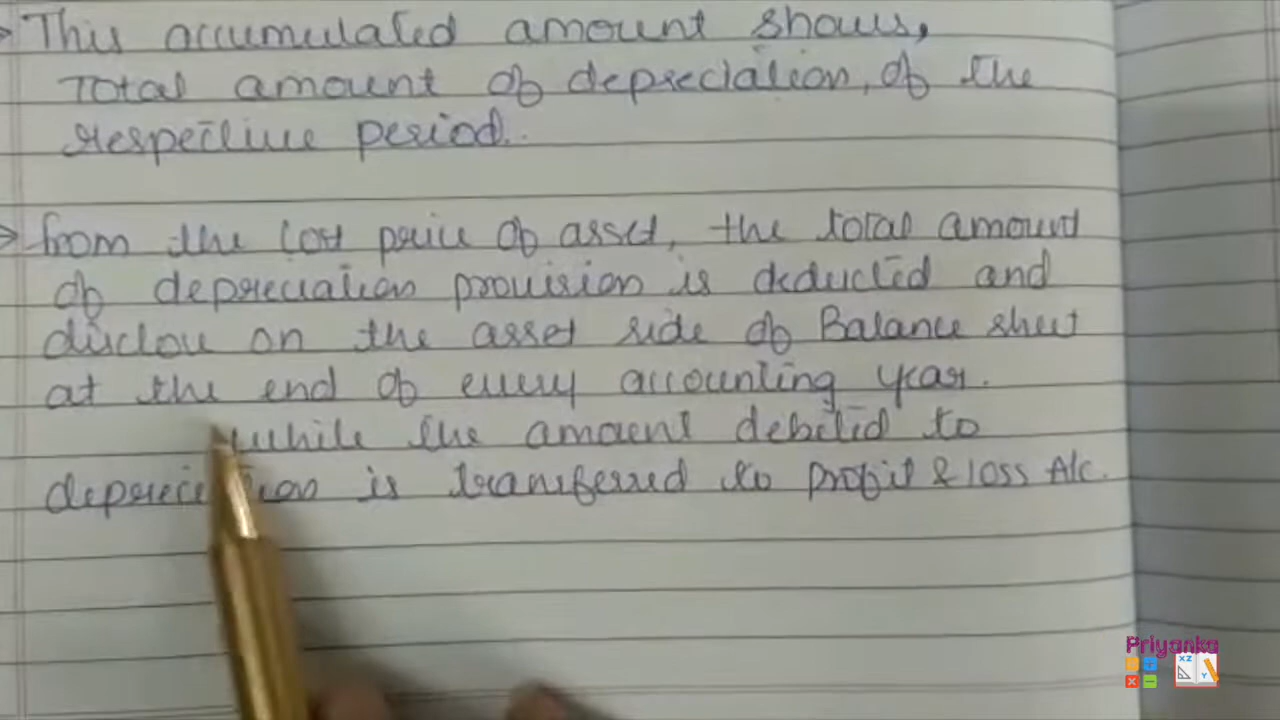 This accumulated amount shows,
Total amount of depreciation, of the
respective period.
from the cost price of asset, the total amount
of depreciation provision is deducted and
disclose on the asset side of Balance sheet
at the end of every accounting year.
while the amount debited to
depreciation is transferred to profit & loss A/c.
Priyanka